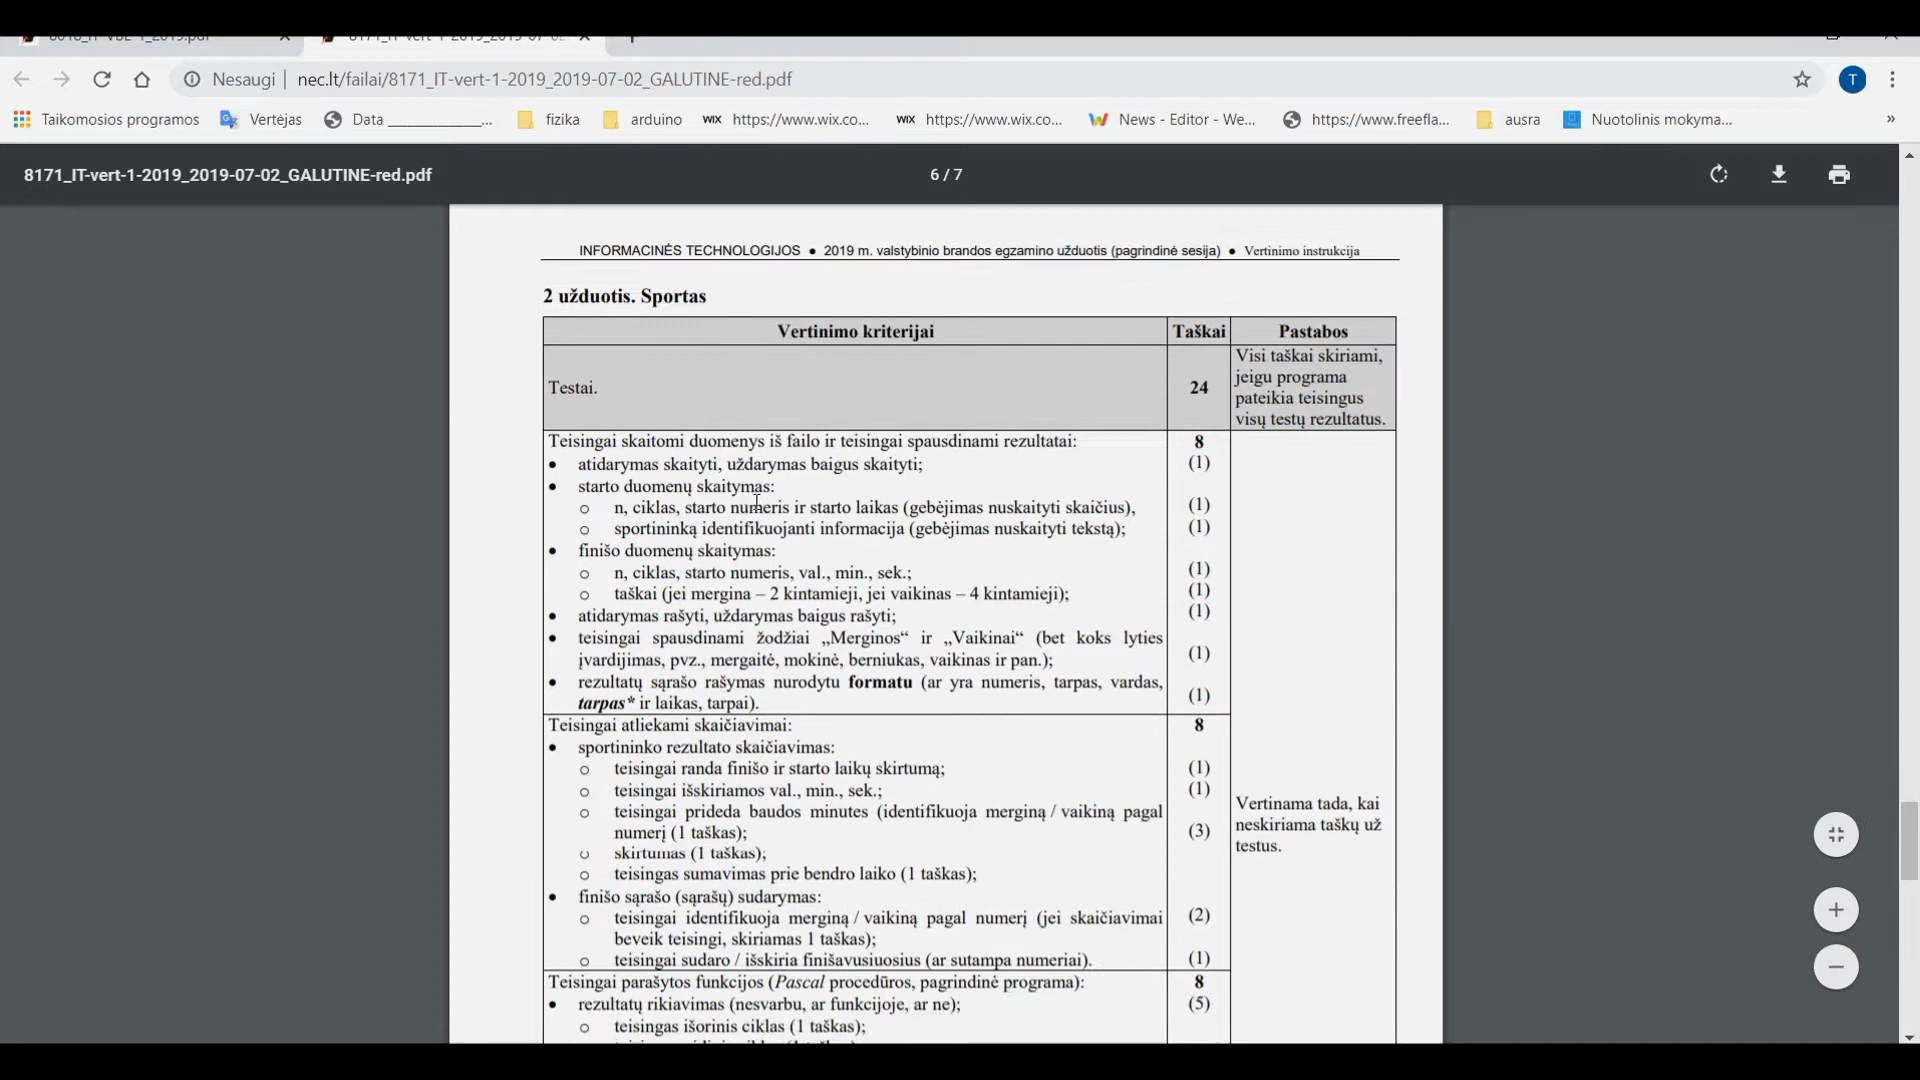 8171_IT-vert-1-2019_2019-07-02
Nesaugi | nec.lt/failai/8171_IT-vert-1-2019_2019-07-02_GALUTINE-red.pdf T
Taikomosios programos Vertėjas Data ______________... fizika arduino WIX https://www.wix.co... WIX https://www.wix.co... News - Editor - We... https://www.freefla... ausra Nuotolinis mokyma... »
8171_IT-vert-1-2019_2019-07-02_GALUTINE-red.pdf 6 / 7
INFORMACINĖS TECHNOLOGIJOS ● 2019 m. valstybinio brandos egzamino užduotis (pagrindinė sesija) ● Vertinimo instrukcija
2 užduotis. Sportas
Vertinimo kriterijai Taškai Pastabos
Testai. 24 Visi taškai skiriami,
jeigu programa
pateikia teisingus
visų testų rezultatus.
Teisingai skaitomi duomenys iš failo ir teisingai spausdinami rezultatai: 8
● atidarymas skaityti, uždarymas baigus skaityti; (1)
● starto duomenų skaitymas:
o n, ciklas, starto numeris ir starto laikas (gebėjimas nuskaityti skaičius), (1)
o sportininką identifikuojanti informacija (gebėjimas nuskaityti tekstą); (1)
● finišo duomenų skaitymas:
o n, ciklas, starto numeris, val., min., sek.; (1)
o taškai (jei mergina – 2 kintamieji, jei vaikinas – 4 kintamieji); (1)
● atidarymas rašyti, uždarymas baigus rašyti; (1)
● teisingai spausdinami žodžiai „Merginos“ ir „Vaikinai“ (bet koks lyties
įvardijimas, pvz., mergaitė, mokinė, berniukas, vaikinas ir pan.); (1)
● rezultatų sąrašo rašymas nurodytu formatu (ar yra numeris, tarpas, vardas,
tarpas* ir laikas, tarpai). (1)
Teisingai atliekami skaičiavimai: 8
● sportininko rezultato skaičiavimas:
o teisingai randa finišo ir starto laikų skirtumą; (1)
o teisingai išskiriamos val., min., sek.; (1)
o teisingai prideda baudos minutes (identifikuoja merginą / vaikiną pagal
numerį (1 taškas); (3)
o skirtumas (1 taškas);
o teisingas sumavimas prie bendro laiko (1 taškas);
● finišo sąrašo (sąrašų) sudarymas:
o teisingai identifikuoja merginą / vaikiną pagal numerį (jei skaičiavimai
beveik teisingi, skiriamas 1 taškas); (2)
o teisingai sudaro / išskiria finišavusiuosius (ar sutampa numeriai). (1)
Vertinama tada, kai
neskiriama taškų už
testus.
Teisingai parašytos funkcijos (Pascal procedūros, pagrindinė programa): 8
● rezultatų rikiavimas (nesvarbu, ar funkcijoje, ar ne); (5)
o teisingas išorinis ciklas (1 taškas);